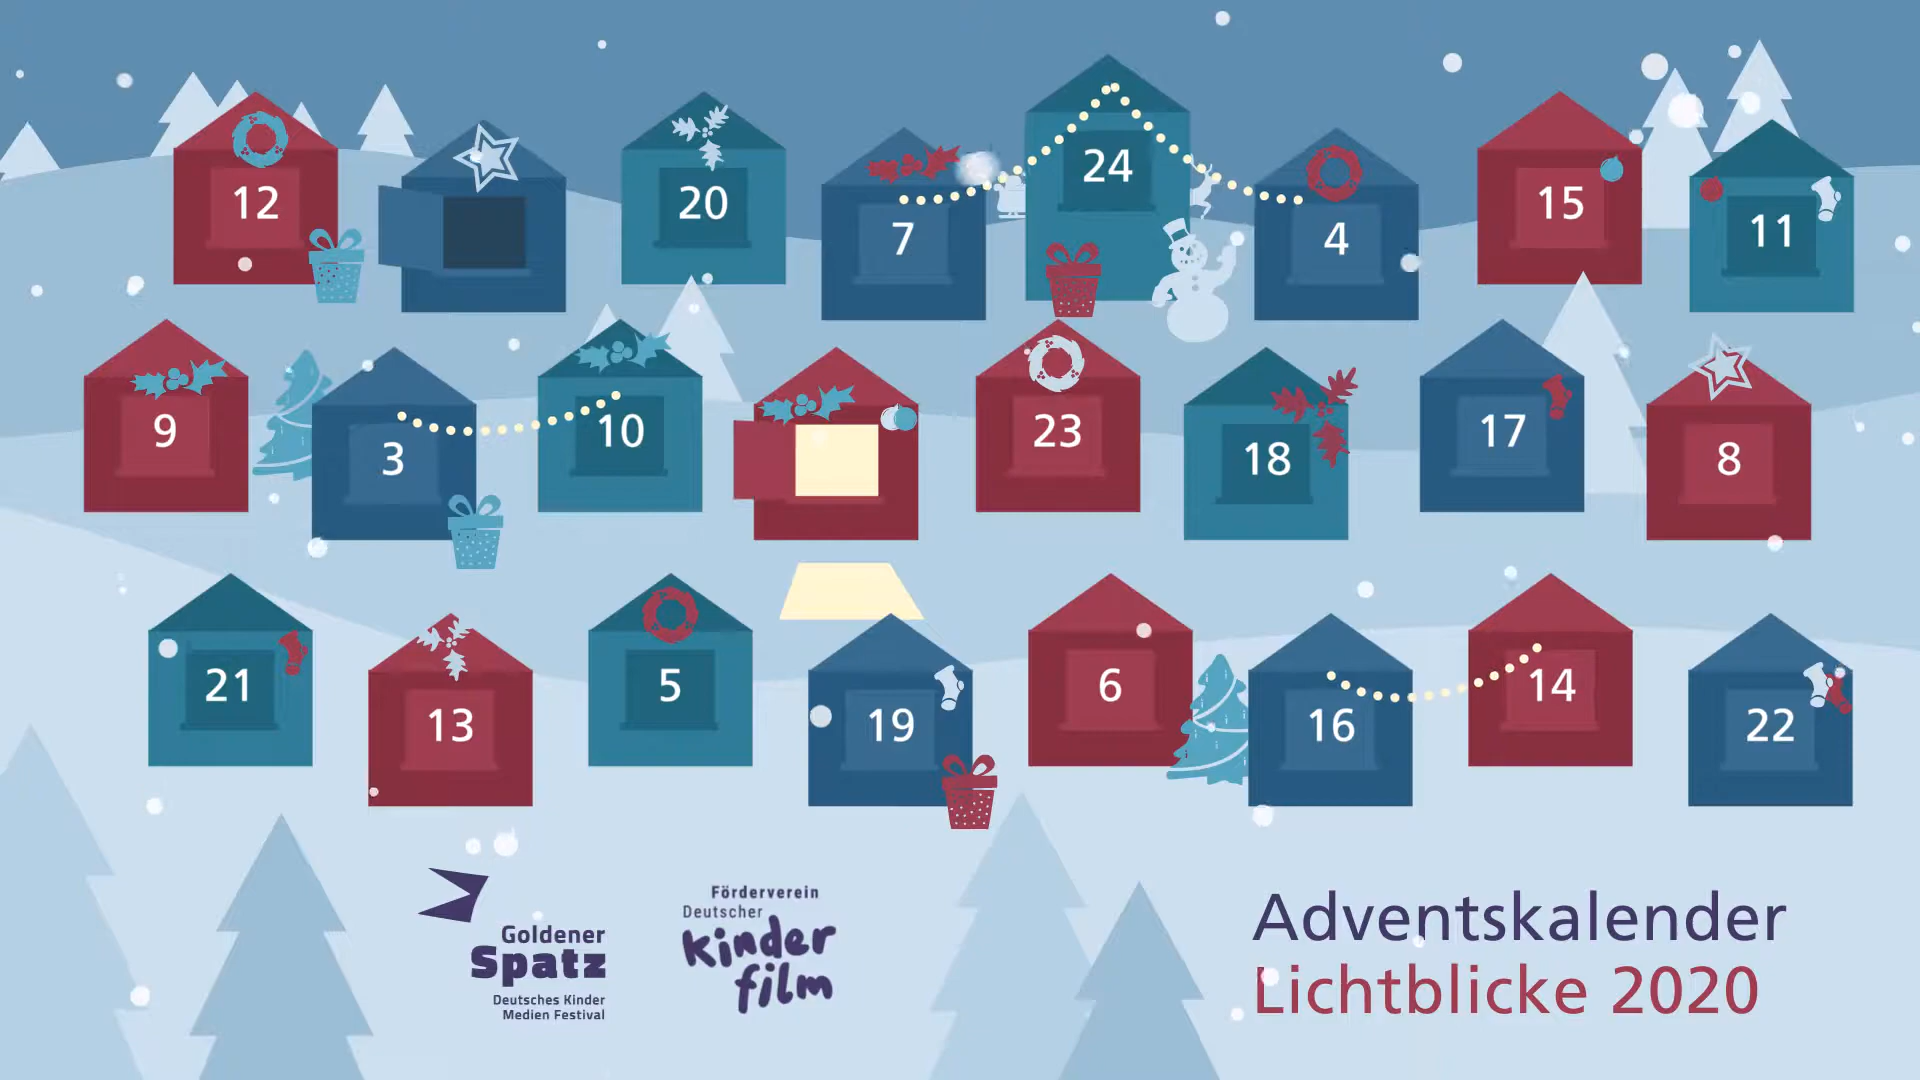 12
20
7
24
4
15
11
9
3
10
23
18
17
8
21
13
5
19
6
16
14
22
Goldener
Spatz
Deutsches Kinder
Medien Festival
Förderverein
Deutscher
kinder
film
Adventskalender
Lichtblicke 2020